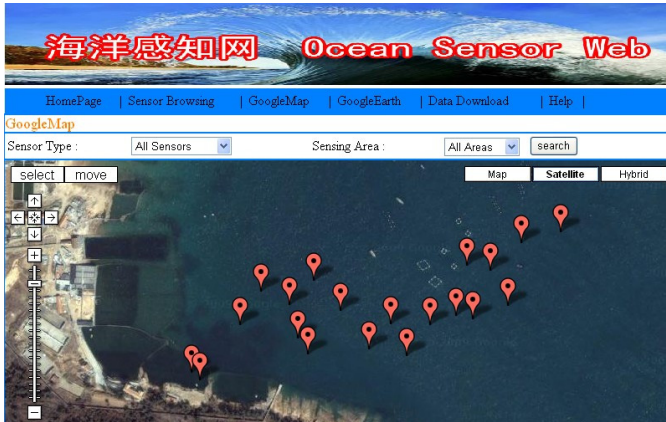 海洋感知网 Ocean Sensor Web
HomePage | Sensor Browsing | GoogleMap | GoogleEarth | Data Download | Help |
GoogleMap
Sensor Type : All Sensors Sensing Area : All Areas search
select move Map Satellite Hybrid